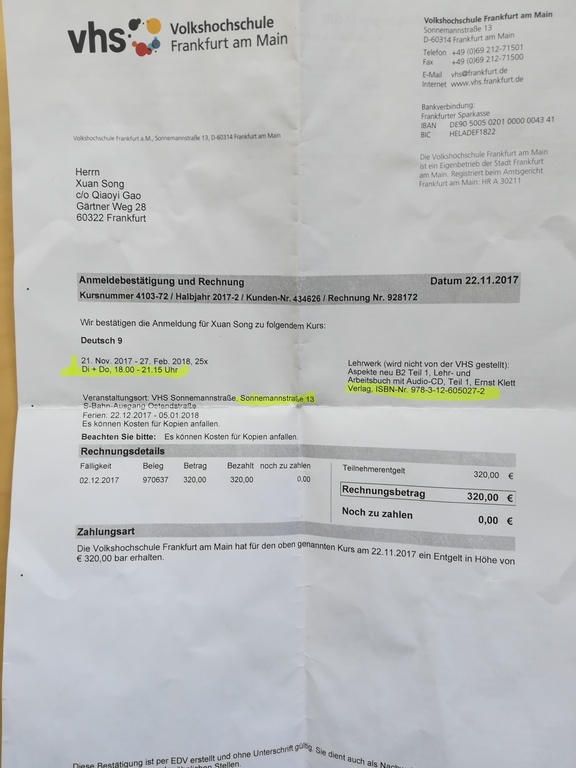 vhs Volkshochschule
Frankfurt am Main
Volkshochschule Frankfurt am Main
Sonnemannstraße 13
D-60314 Frankfurt am Main
Telefon +49 (0)69 212-71501
Fax +49 (0)69 212-71500
E-Mail vhs@frankfurt.de
Internet www.vhs.frankfurt.de
Bankverbindung:
Frankfurter Sparkasse
IBAN DE90 5005 0201 0000 0043 41
BIC HELADEF1822
Die Volkshochschule Frankfurt am Main
ist ein Eigenbetrieb der Stadt Frankfurt
am Main. Registriert beim Amtsgericht
Frankfurt am Main: HR A 30211
Volkshochschule Frankfurt a.M., Sonnemannstraße 13, D-60314 Frankfurt am Main
Herrn
Xuan Song
c/o Qiaoyi Gao
Gärtner Weg 28
60322 Frankfurt
Anmeldebestätigung und Rechnung Datum 22.11.2017
Kursnummer 4103-72 / Halbjahr 2017-2 / Kunden-Nr. 434626 / Rechnung Nr. 928172
Wir bestätigen die Anmeldung für Xuan Song zu folgendem Kurs:
Deutsch 9
21. Nov. 2017 - 27. Feb. 2018, 25x
Di + Do, 18.00 - 21.15 Uhr
Lehrwerk (wird nicht von der VHS gestellt):
Aspekte neu B2 Teil 1, Lehr- und
Arbeitsbuch mit Audio-CD, Teil 1, Ernst Klett
Verlag, ISBN-Nr. 978-3-12-605027-2
Veranstaltungsort: VHS Sonnemannstraße, Sonnemannstraße 13
S-Bahn-Ausgang Ostendstraße
Ferien: 22.12.2017 - 05.01.2018
Es können Kosten für Kopien anfallen.
Beachten Sie bitte: Es können Kosten für Kopien anfallen.
Rechnungsdetails
Fälligkeit Beleg Betrag Bezahlt noch zu zahlen
02.12.2017 970637 320,00 320,00 0.00
Teilnehmerentgelt 320,00 €
Rechnungsbetrag 320,00 €
Noch zu zahlen 0,00 €
Zahlungsart
Die Volkshochschule Frankfurt am Main hat für den oben genannten Kurs am 22.11.2017 ein Entgelt in Höhe von
€ 320,00 bar erhalten.
Diese Bestätigung ist per EDV erstellt und ohne Unterschrift gültig. Sie dient auch als
Stellen.